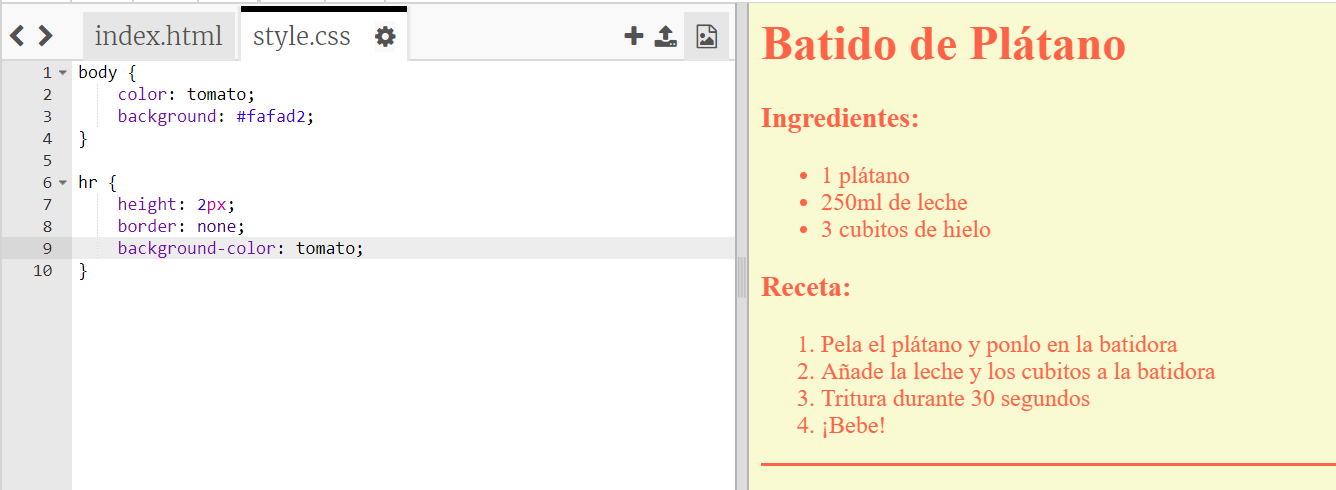 index.html
style.css
1 body {
2 color: tomato;
3 background: #fafad2;
4 }
5
6 hr {
7 height: 2px;
8 border: none;
9 background-color: tomato;
10 }
Batido de Plátano
Ingredientes:
• 1 plátano
• 250ml de leche
• 3 cubitos de hielo
Receta:
1. Pela el plátano y ponlo en la batidora
2. Añade la leche y los cubitos a la batidora
3. Tritura durante 30 segundos
4. ¡Bebe!